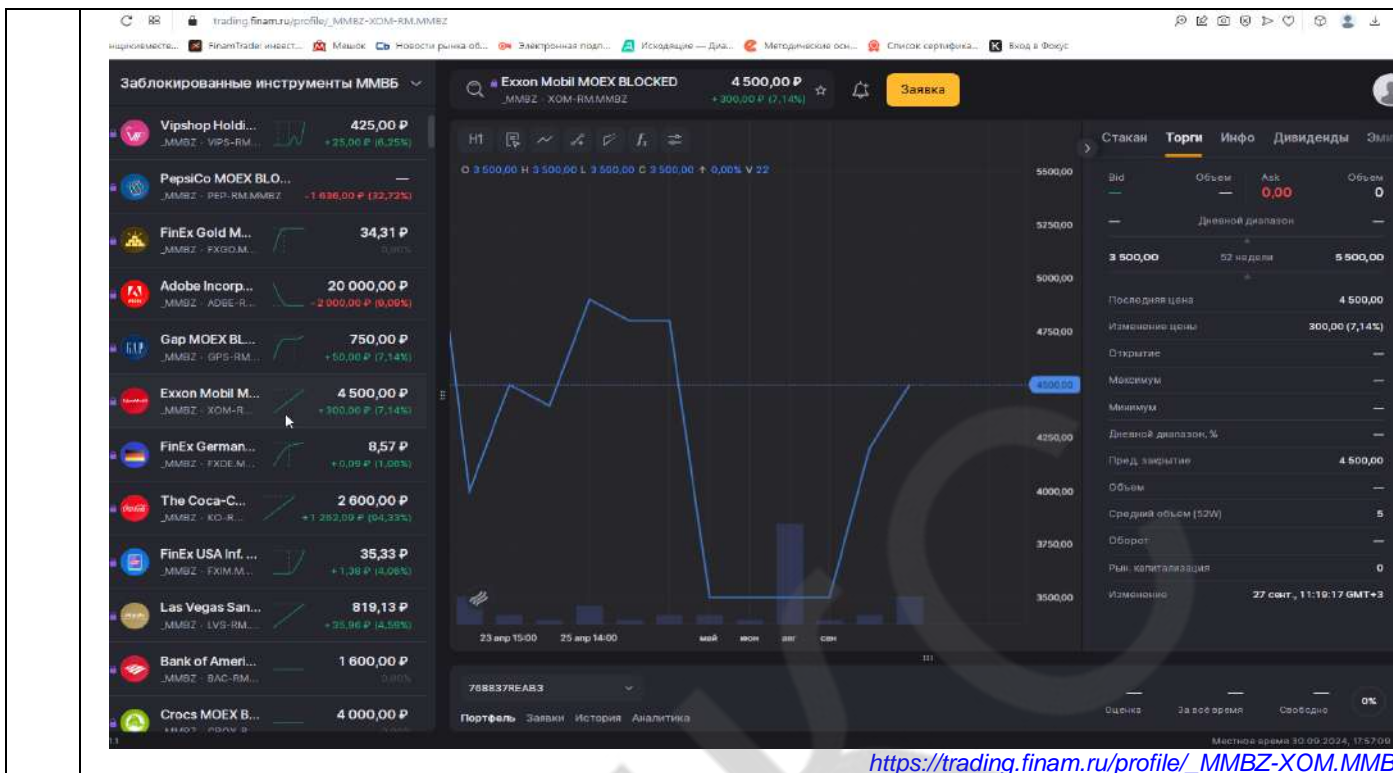 trading.finam.ru/profile/_MMBZ-XOM-RM.MMBZ
FinamTrade: инвест...
Мешок
Новости рынка об...
Электронная подп...
Исходящие — Диа...
Методические осн...
Список сертифика...
Вход в Фокус
Заблокированные инструменты ММВБ
Exxon Mobil MOEX BLOCKED
_MMBZ · XOM-RM.MMBZ
4 500,00 ₽
+300,00 ₽ (7,14%)
Заявка
Vipshop Holdi...
425,00 ₽
_MMBZ · VIPS-RM...
+25,00 ₽ (6,25%)
PepsiCo MOEX BLO...
—
_MMBZ · PEP-RM.MMBZ
-1 636,00 ₽ (32,72%)
FinEx Gold M...
34,31 ₽
_MMBZ · FXGD.M...
0,00%
Adobe Incorp...
20 000,00 ₽
_MMBZ · ADBE-R...
-2 000,00 ₽ (9,09%)
Gap MOEX BL...
750,00 ₽
_MMBZ · GPS-RM...
+50,00 ₽ (7,14%)
Exxon Mobil M...
4 500,00 ₽
_MMBZ · XOM-R...
+300,00 ₽ (7,14%)
FinEx German...
8,57 ₽
_MMBZ · FXDE.M...
+0,09 ₽ (1,06%)
The Coca-C...
2 600,00 ₽
_MMBZ · KO-R...
+1 262,09 ₽ (94,33%)
FinEx USA Inf. ...
35,33 ₽
_MMBZ · FXIM.M...
+1,38 ₽ (4,06%)
Las Vegas San...
819,13 ₽
_MMBZ · LVS-RM...
+35,96 ₽ (4,59%)
Bank of Ameri...
1 600,00 ₽
_MMBZ · BAC-RM...
0,00%
Crocs MOEX B...
4 000,00 ₽
H1
O 3 500,00 H 3 500,00 L 3 500,00 C 3 500,00 ↑ 0,00% V 22
5500,00
5250,00
5000,00
4750,00
4500,00
4250,00
4000,00
3750,00
3500,00
23 апр 15:00
25 апр 14:00
май
июн
авг
сен
768837REAB3
Портфель Заявки История Аналитика
Стакан Торги Инфо Дивиденды Эми
Bid Объем Ask Объем
— — 0,00 0
— Дневной диапазон —
3 500,00 52 недели 5 500,00
Последняя цена 4 500,00
Изменение цены 300,00 (7,14%)
Открытие —
Максимум —
Минимум —
Дневной диапазон, % —
Пред. закрытие 4 500,00
Объем —
Средний объем (52W) 5
Оборот —
Рын. капитализация 0
Изменение 27 сент., 11:19:17 GMT+3
— — —
Оценка За всё время Свободно 0%
Местное время 30.09.2024, 17:57:09
https://trading.finam.ru/profile/_MMBZ-XOM.MMB